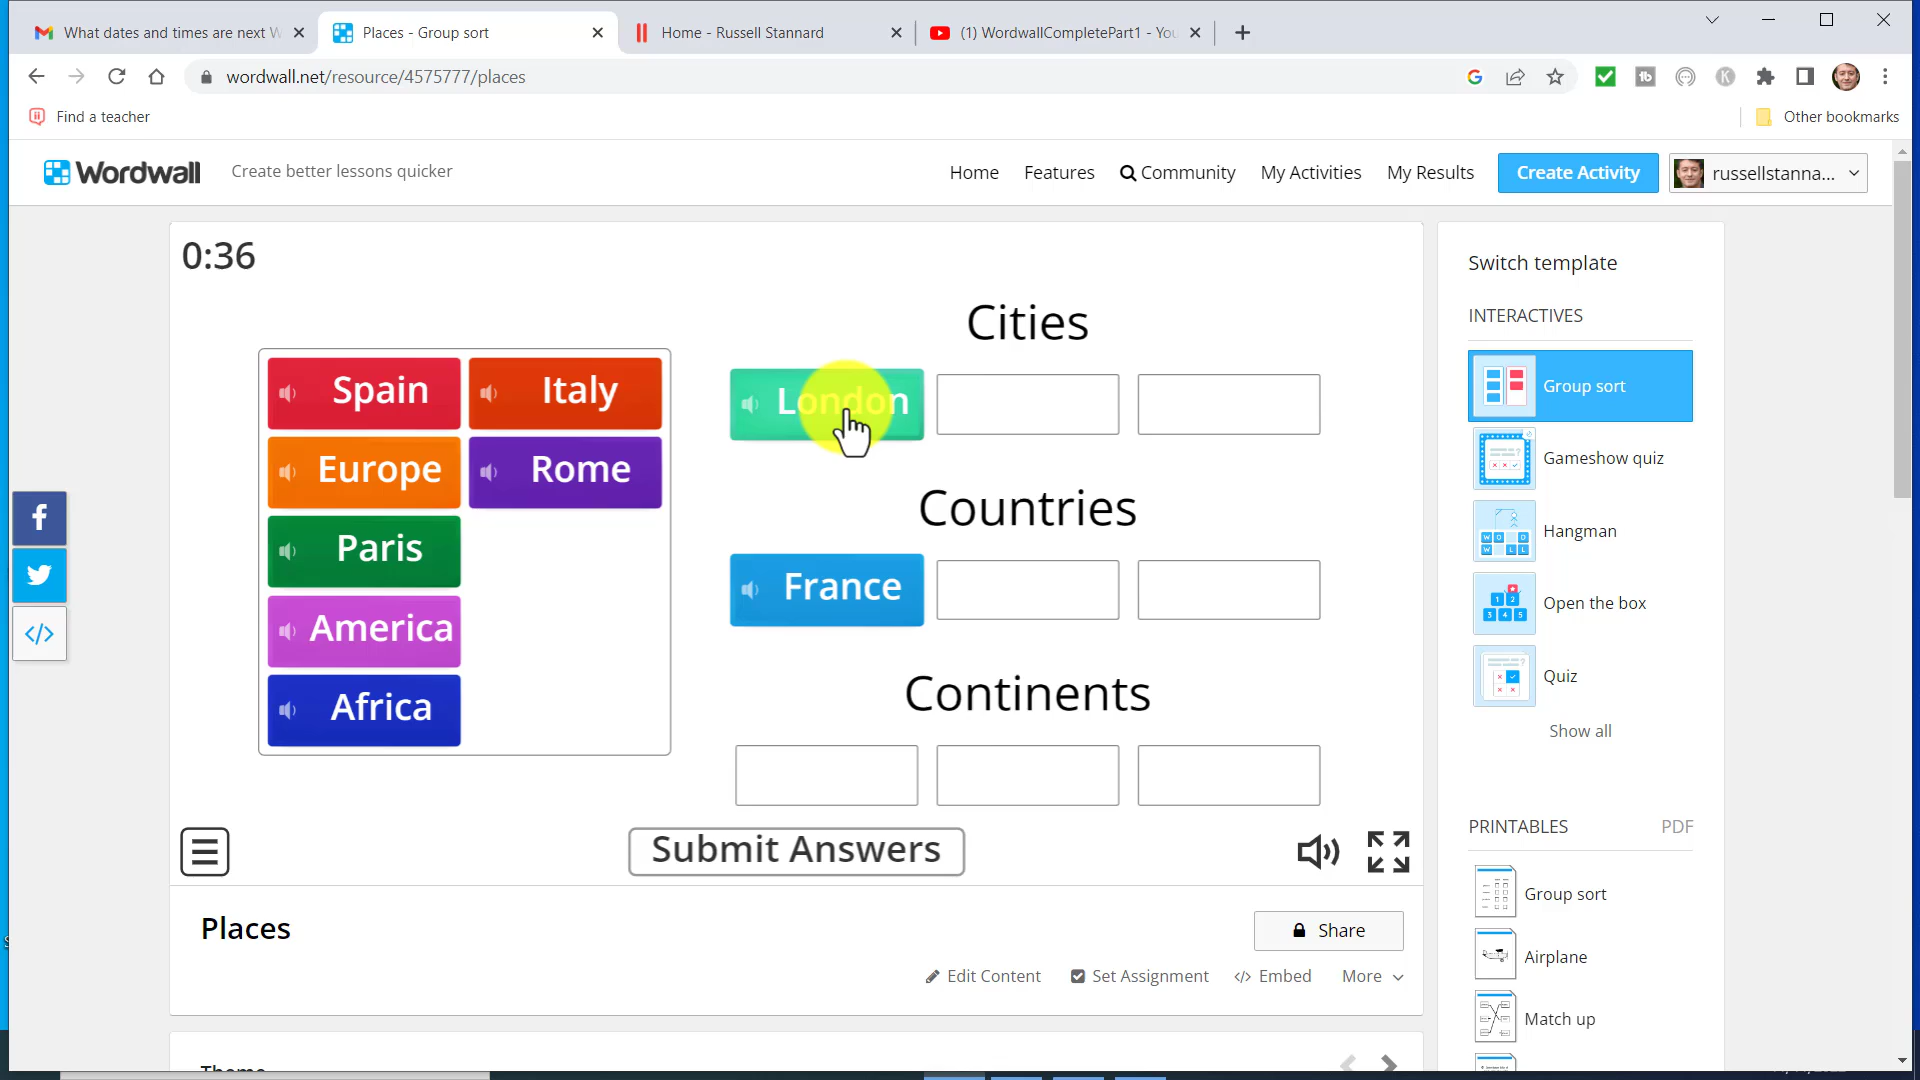 What dates and times are next W
Places - Group sort
Home - Russell Stannard
(1) WordwallCompletePart1 - You
wordwall.net/resource/4575777/places
Find a teacher
Other bookmarks
Wordwall
Create better lessons quicker
Home
Features
Community
My Activities
My Results
Create Activity
russellstanna...
0:36
Spain
Italy
Europe
Rome
Paris
America
Africa
Cities
London
Countries
France
Continents
Submit Answers
Places
Share
Edit Content
Set Assignment
</> Embed
More
Switch template
INTERACTIVES
Group sort
Gameshow quiz
Hangman
Open the box
Quiz
Show all
PRINTABLES
PDF
Group sort
Airplane
Match up